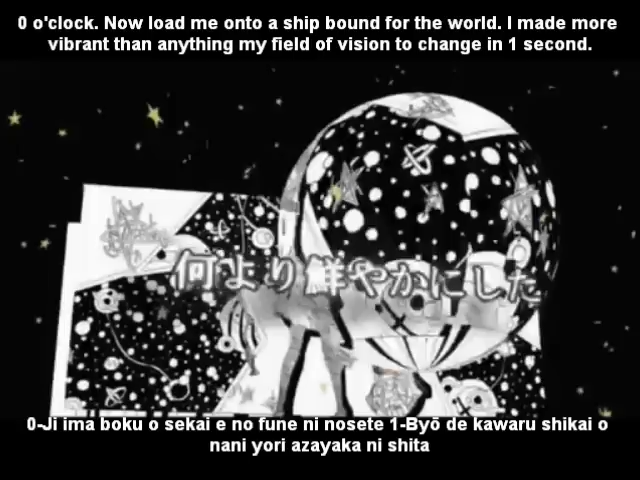 0 o'clock. Now load me onto a ship bound for the world. I made more
vibrant than anything my field of vision to change in 1 second.
何より鮮やかにした
0-Ji ima boku o sekai e no fune ni nosete 1-Byō de kawaru shikai o
nani yori azayaka ni shita